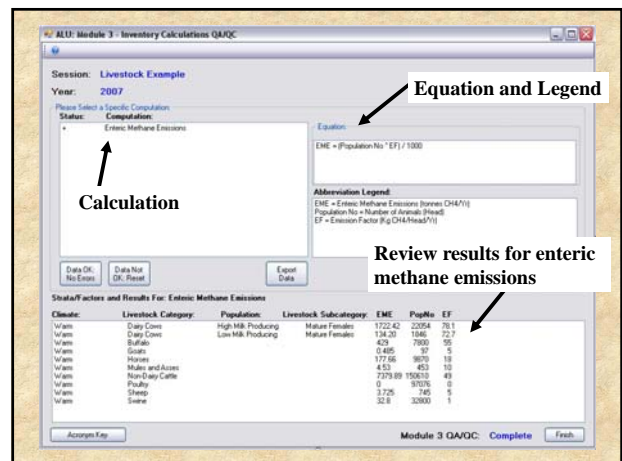 ALU: Module 3 - Inventory Calculations QA/QC
Session: Livestock Example
Year: 2007
Equation and Legend
Please Select a Specific Computation
Status: Computation:
+ Enteric Methane Emissions
Equation:
EME = (Population No * EF) / 1000
Calculation
Abbreviation Legend:
EME = Enteric Methane Emissions (tonnes CH4/Yr)
Population No = Number of Animals (Head)
EF = Emission Factor (Kg CH4/Head/Yr)
Review results for enteric
methane emissions
Data OK: No Errors
Data Not OK: Reset
Export Data
Strata/Factors and Results For: Enteric Methane Emissions
Climate: Livestock Category: Population: Livestock Subcategory: EME PopNo EF
Warm Dairy Cows High Milk Producing Mature Females 1722.42 22054 78.1
Warm Dairy Cows Low Milk Producing Mature Females 134.20 1846 72.7
Warm Buffalo 429 7800 55
Warm Goats 0.485 97 5
Warm Horses 177.66 9870 18
Warm Mules and Asses 4.53 453 10
Warm Non-Dairy Cattle 7379.89 150610 49
Warm Poultry 0 97076 0
Warm Sheep 3.725 745 5
Warm Swine 32.8 32800 1
Acronym Key
Module 3 QA/QC: Complete
Finish